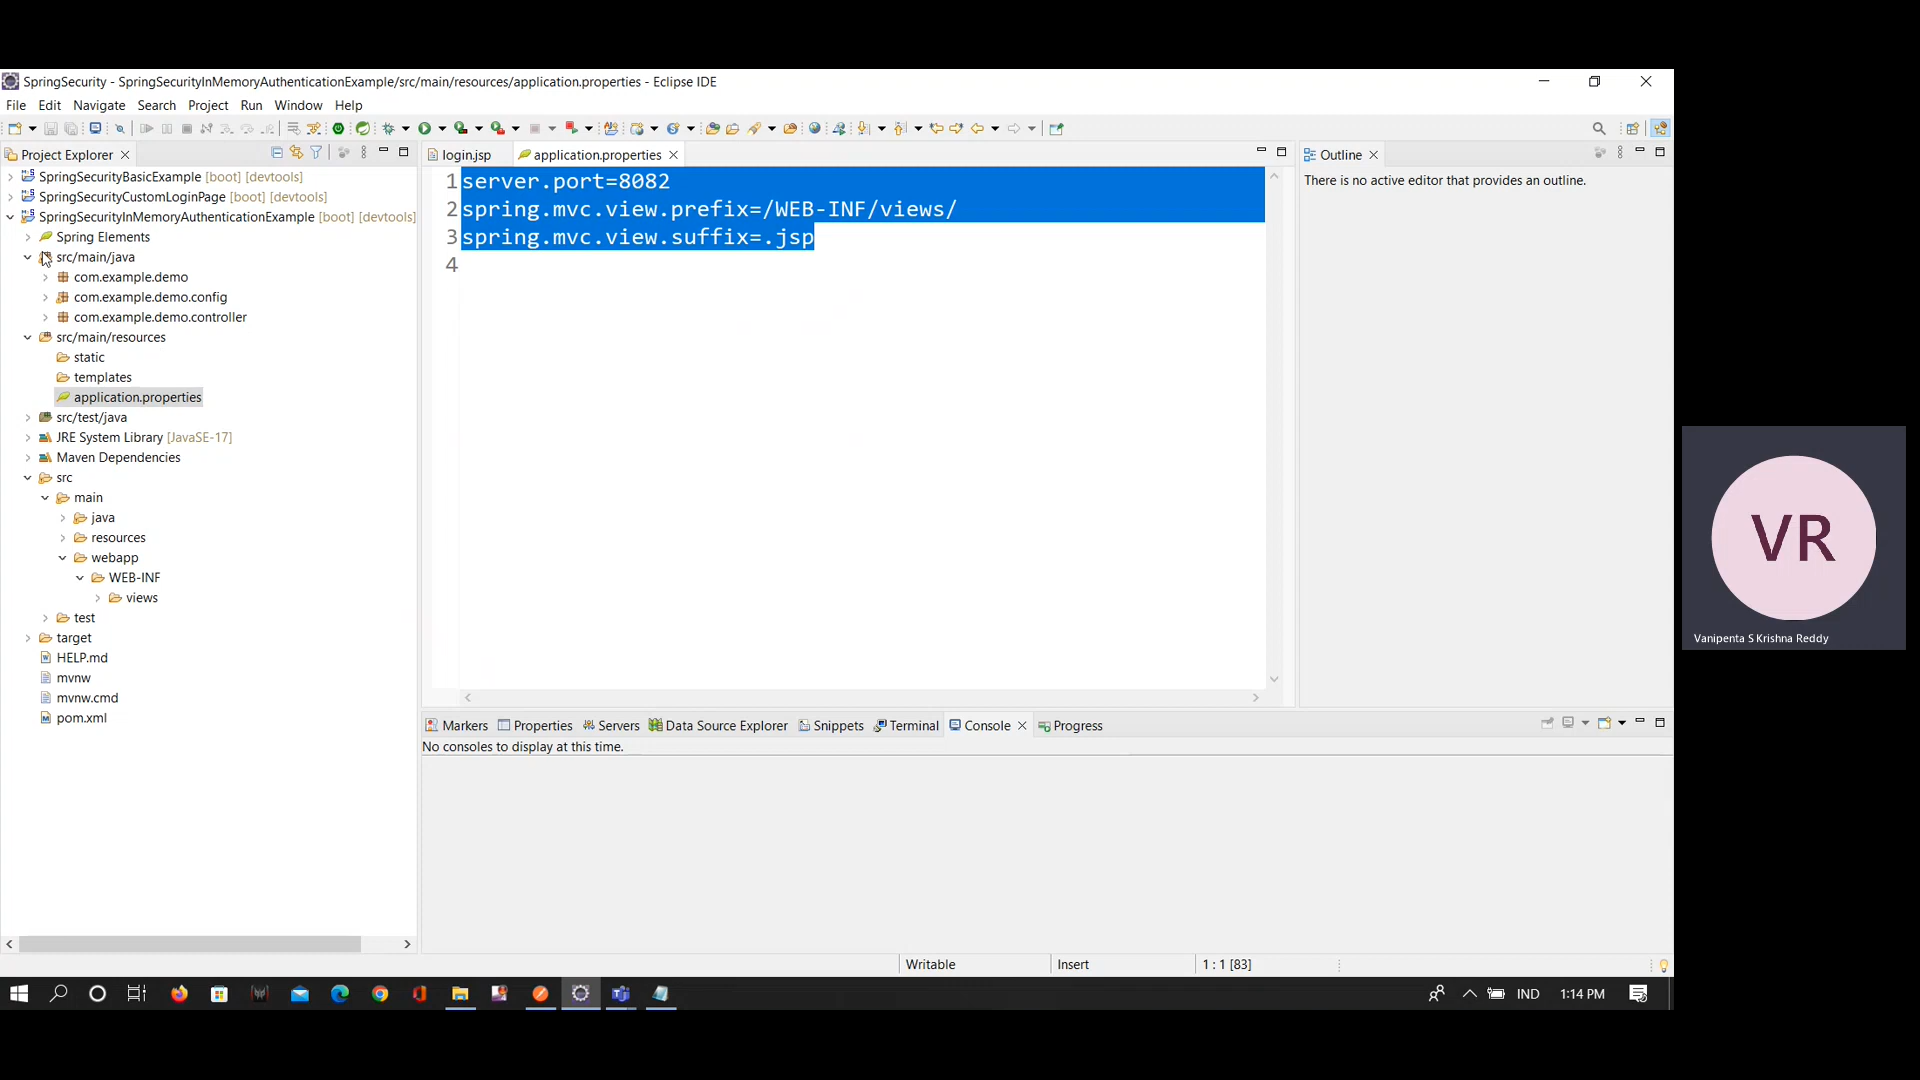 SpringSecurity - SpringSecurityInMemoryAuthenticationExample/src/main/resources/application.properties - Eclipse IDE
File Edit Navigate Search Project Run Window Help
Project Explorer
SpringSecurityBasicExample [boot] [devtools]
SpringSecurityCustomLoginPage [boot] [devtools]
SpringSecurityInMemoryAuthenticationExample [boot] [devtools]
Spring Elements
src/main/java
com.example.demo
com.example.demo.config
com.example.demo.controller
src/main/resources
static
templates
application.properties
src/test/java
JRE System Library [JavaSE-17]
Maven Dependencies
src
main
java
resources
webapp
WEB-INF
views
test
target
HELP.md
mvnw
mvnw.cmd
pom.xml
login.jsp application.properties
1 server.port=8082
2 spring.mvc.view.prefix=/WEB-INF/views/
3 spring.mvc.view.suffix=.jsp
4
Outline
There is no active editor that provides an outline.
Markers Properties Servers Data Source Explorer Snippets Terminal Console Progress
No consoles to display at this time.
Writable Insert 1 : 1 [83]
IND 1:14 PM
VR
Vanipenta S Krishna Reddy